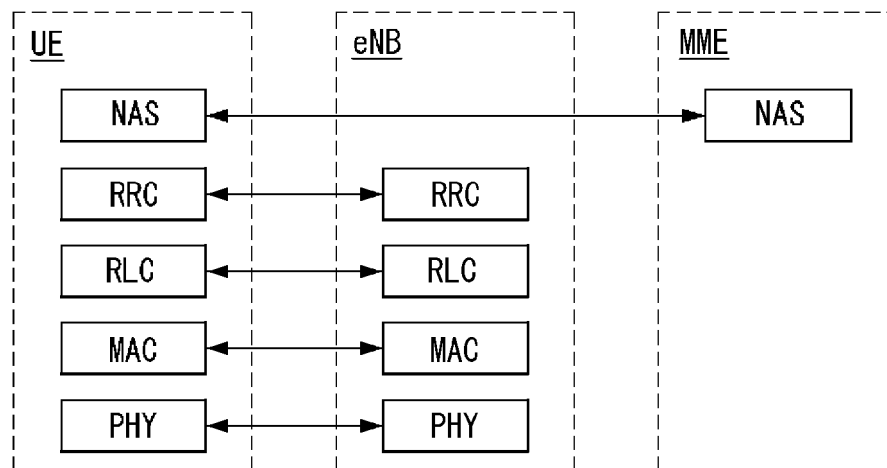 UE eNB MME
NAS NAS
RRC RRC
RLC RLC
MAC MAC
PHY PHY